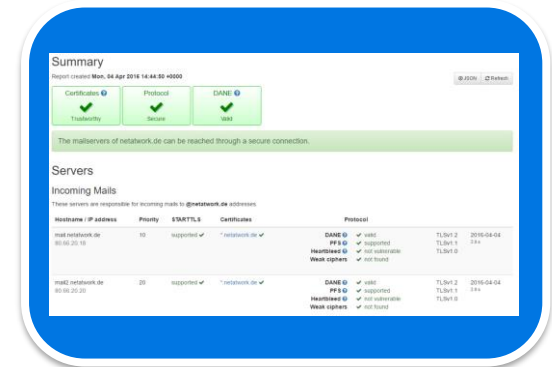 Summary
Report created Mon, 04 Apr 2016 14:44:50 +0000
JSON Refresh
Certificates Protocol DANE
Trustworthy Secure Valid
The mailservers of netatwork.de can be reached through a secure connection.
Servers
Incoming Mails
These servers are responsible for incoming mails to @netatwork.de addresses
Hostname / IP address Priority STARTTLS Certificates Protocol
mail.netatwork.de 10 supported ✔ *.netatwork.de ✔ DANE ✔ valid TLSv1.2 2016-04-04
PFS ✔ supported TLSv1.1
Heartbleed ✔ not vulnerable TLSv1.0
Weak ciphers ✔ not found
mail2.netatwork.de 20 supported ✔ *.netatwork.de ✔ DANE ✔ valid TLSv1.2 2016-04-04
80.66.20.20 PFS ✔ supported TLSv1.1
Heartbleed ✔ not vulnerable TLSv1.0
Weak ciphers ✔ not found